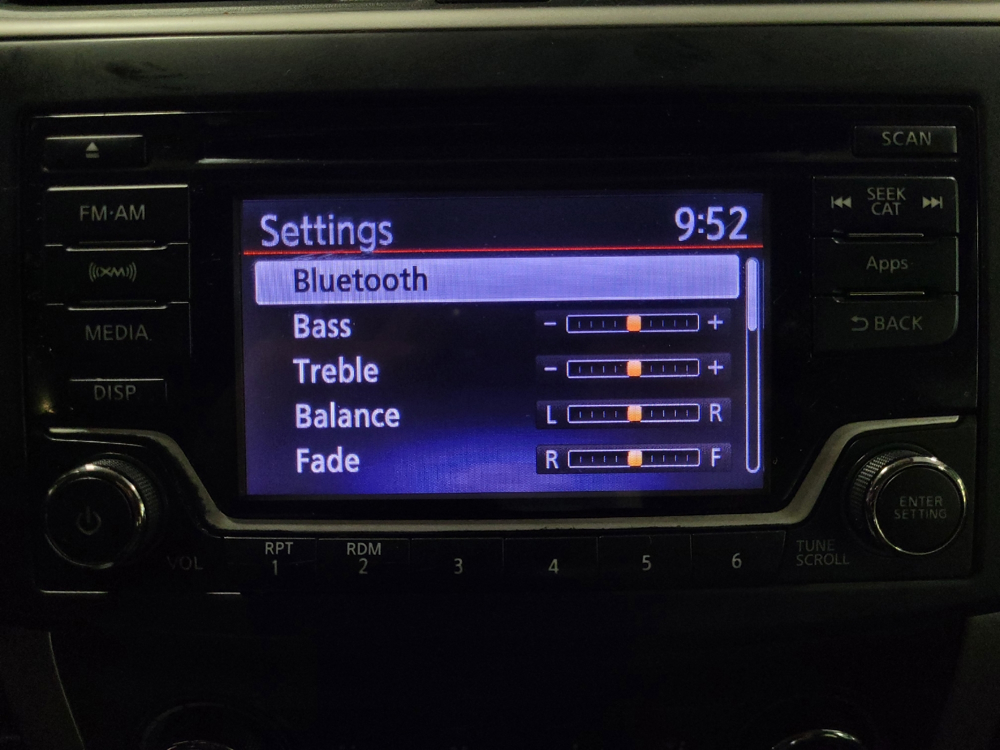 SCAN
FM·AM
SEEK
CAT
Settings 9:52
((XM))
Apps
Bluetooth
MEDIA
BACK
Bass - +
Treble - +
DISP
Balance L R
Fade R F
ENTER
SETTING
VOL
RPT
1
RDM
2
3
4
5
6
TUNE
SCROLL